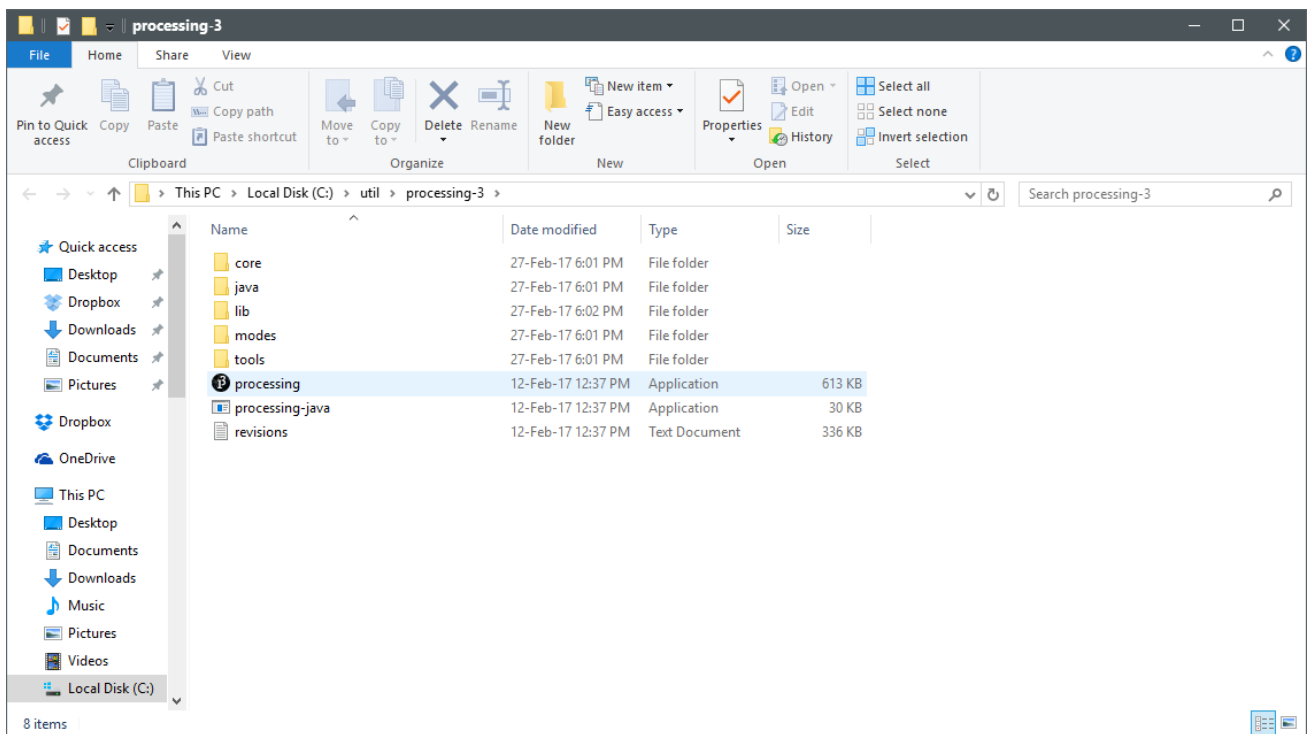 processing-3
File Home Share View
Pin to Quick access
Copy
Paste
Cut
Copy path
Paste shortcut
Clipboard
Move to
Copy to
Delete
Rename
Organize
New folder
New item
Easy access
New
Properties
Open
Edit
History
Open
Select all
Select none
Invert selection
Select
This PC > Local Disk (C:) > util > processing-3 >
Search processing-3
Quick access
Desktop
Dropbox
Downloads
Documents
Pictures
Dropbox
OneDrive
This PC
Desktop
Documents
Downloads
Music
Pictures
Videos
Local Disk (C:)
Name Date modified Type Size
core 27-Feb-17 6:01 PM File folder
java 27-Feb-17 6:01 PM File folder
lib 27-Feb-17 6:02 PM File folder
modes 27-Feb-17 6:01 PM File folder
tools 27-Feb-17 6:01 PM File folder
processing 12-Feb-17 12:37 PM Application 613 KB
processing-java 12-Feb-17 12:37 PM Application 30 KB
revisions 12-Feb-17 12:37 PM Text Document 336 KB
8 items